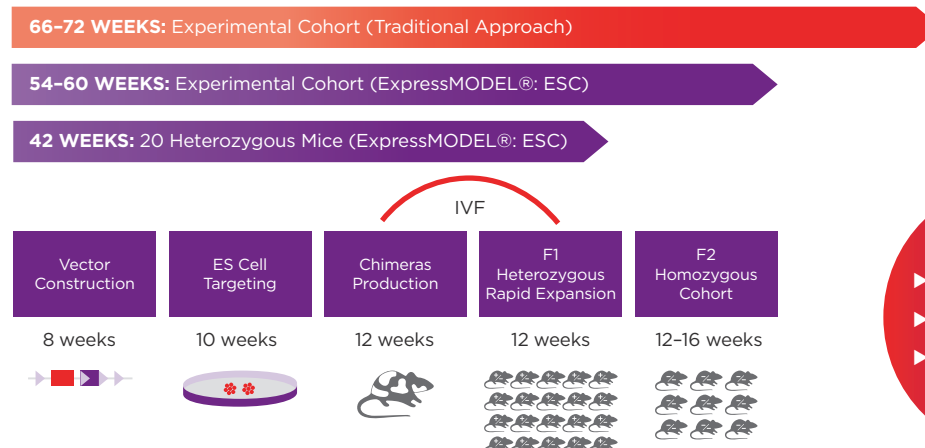 66–72 WEEKS: Experimental Cohort (Traditional Approach)
54–60 WEEKS: Experimental Cohort (ExpressMODEL®: ESC)
42 WEEKS: 20 Heterozygous Mice (ExpressMODEL®: ESC)
IVF
Vector
Construction
ES Cell
Targeting
Chimeras
Production
F1
Heterozygous
Rapid Expansion
F2
Homozygous
Cohort
8 weeks
10 weeks
12 weeks
12 weeks
12–16 weeks